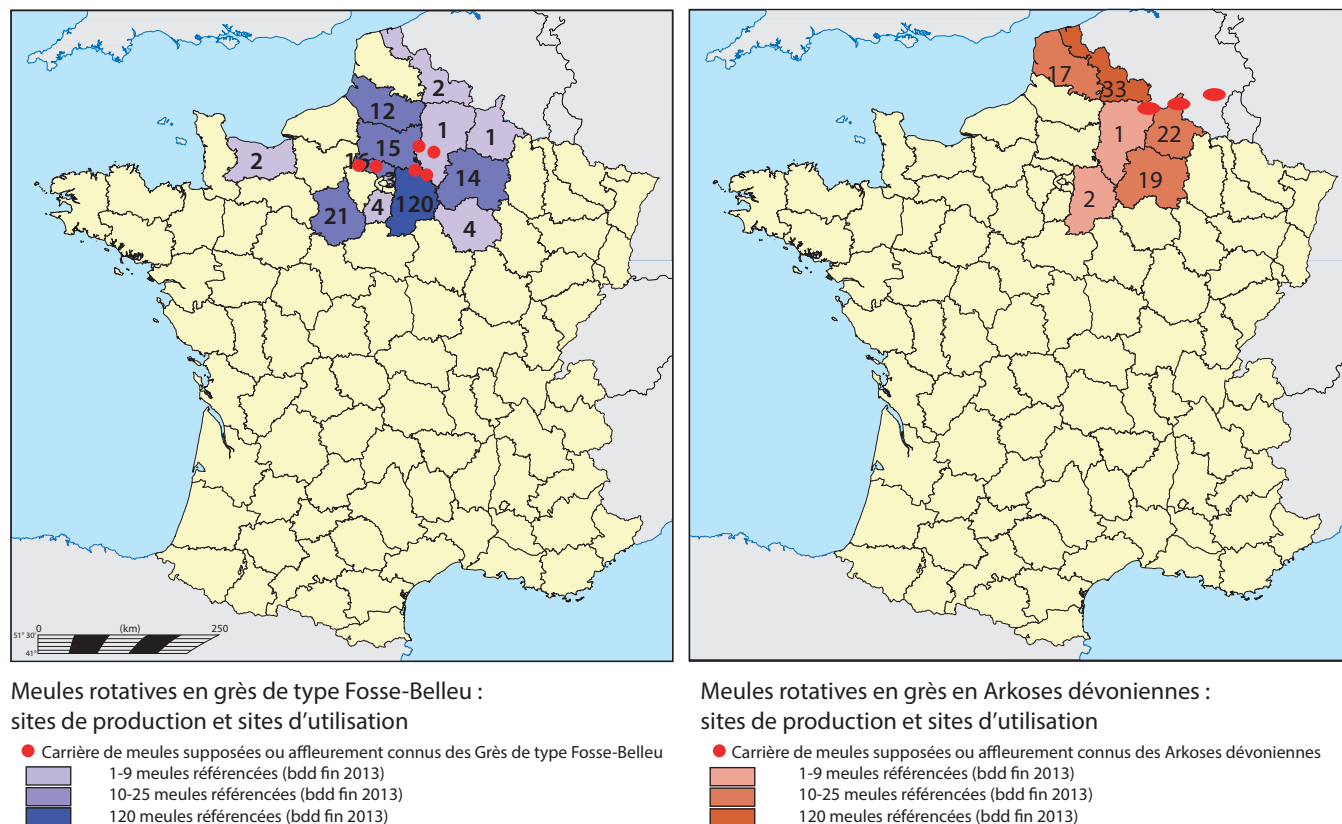 2
12
1
1
15
2
16
3
14
120
21
4
4
0 (km) 250
51° 30'
41°
Meules rotatives en grès de type Fosse-Belleu :
sites de production et sites d'utilisation
Carrière de meules supposées ou affleurement connus des Grès de type Fosse-Belleu
1-9 meules référencées (bdd fin 2013)
10-25 meules référencées (bdd fin 2013)
120 meules référencées (bdd fin 2013)
17
33
1
22
19
2
Meules rotatives en grès en Arkoses dévoniennes :
sites de production et sites d'utilisation
Carrière de meules supposées ou affleurement connus des Arkoses dévoniennes
1-9 meules référencées (bdd fin 2013)
10-25 meules référencées (bdd fin 2013)
120 meules référencées (bdd fin 2013)